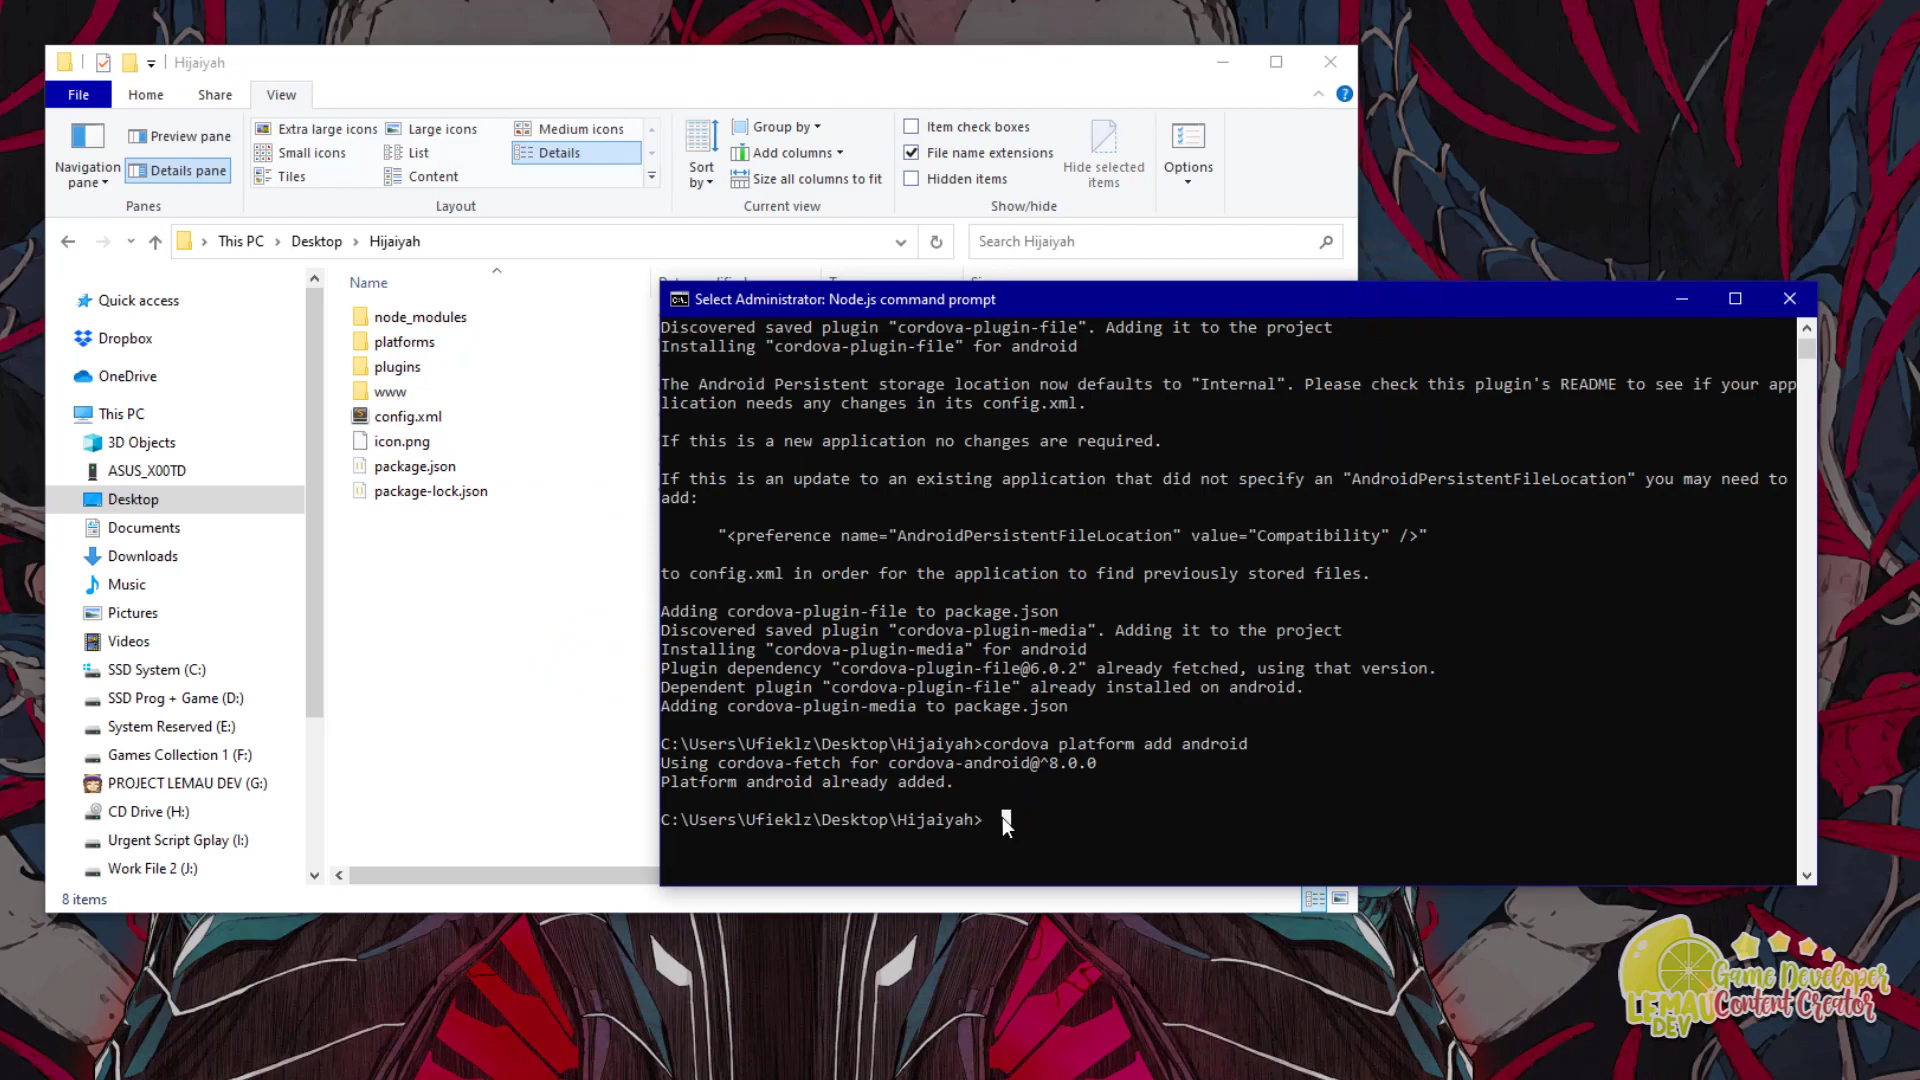 Hijaiyah
File
Home
Share
View
Navigation pane
Preview pane
Details pane
Panes
Extra large icons
Large icons
Medium icons
Small icons
List
Details
Tiles
Content
Layout
Sort by
Group by
Add columns
Size all columns to fit
Current view
Item check boxes
File name extensions
Hidden items
Hide selected items
Show/hide
Options
This PC
Desktop
Hijaiyah
Search Hijaiyah
Quick access
Dropbox
OneDrive
This PC
3D Objects
ASUS_X00TD
Desktop
Documents
Downloads
Music
Pictures
Videos
SSD System (C:)
SSD Prog + Game (D:)
System Reserved (E:)
Games Collection 1 (F:)
PROJECT LEMAU DEV (G:)
CD Drive (H:)
Urgent Script Gplay (I:)
Work File 2 (J:)
8 items
Name
node_modules
platforms
plugins
www
config.xml
icon.png
package.json
package-lock.json
Select Administrator: Node.js command prompt
Discovered saved plugin "cordova-plugin-file". Adding it to the project
Installing "cordova-plugin-file" for android
The Android Persistent storage location now defaults to "Internal". Please check this plugin's README to see if your app
lication needs any changes in its config.xml.
If this is a new application no changes are required.
If this is an update to an existing application that did not specify an "AndroidPersistentFileLocation" you may need to
add:
"<preference name="AndroidPersistentFileLocation" value="Compatibility" />"
to config.xml in order for the application to find previously stored files.
Adding cordova-plugin-file to package.json
Discovered saved plugin "cordova-plugin-media". Adding it to the project
Installing "cordova-plugin-media" for android
Plugin dependency "cordova-plugin-file@6.0.2" already fetched, using that version.
Dependent plugin "cordova-plugin-file" already installed on android.
Adding cordova-plugin-media to package.json
C:\Users\Ufieklz\Desktop\Hijaiyah>cordova platform add android
Using cordova-fetch for cordova-android@^8.0.0
Platform android already added.
C:\Users\Ufieklz\Desktop\Hijaiyah>
LEMAU
DEV
Game Developer
Content Creator